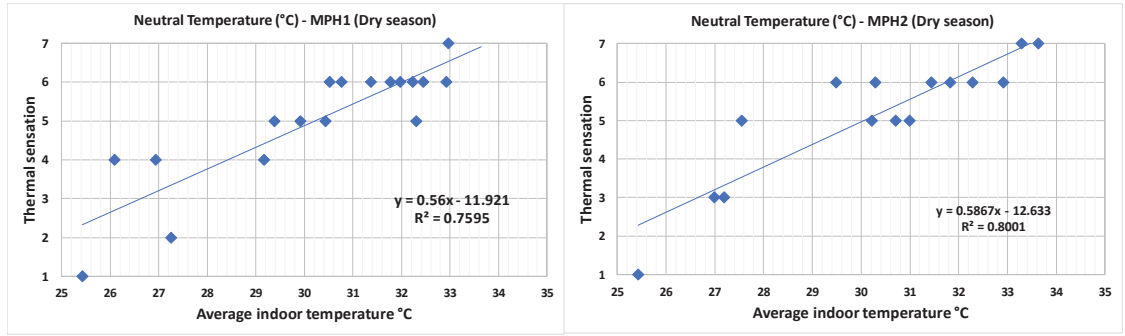 Neutral Temperature (°C) - MPH1 (Dry season)
7
6
5
4
3
2
1
Thermal sensation
y = 0.56x - 11.921
R² = 0.7595
25 26 27 28 29 30 31 32 33 34 35
Average indoor temperature °C
Neutral Temperature (°C) - MPH2 (Dry season)
7
6
5
4
3
2
1
Thermal sensation
y = 0.5867x - 12.633
R² = 0.8001
25 26 27 28 29 30 31 32 33 34 35
Average indoor temperature °C